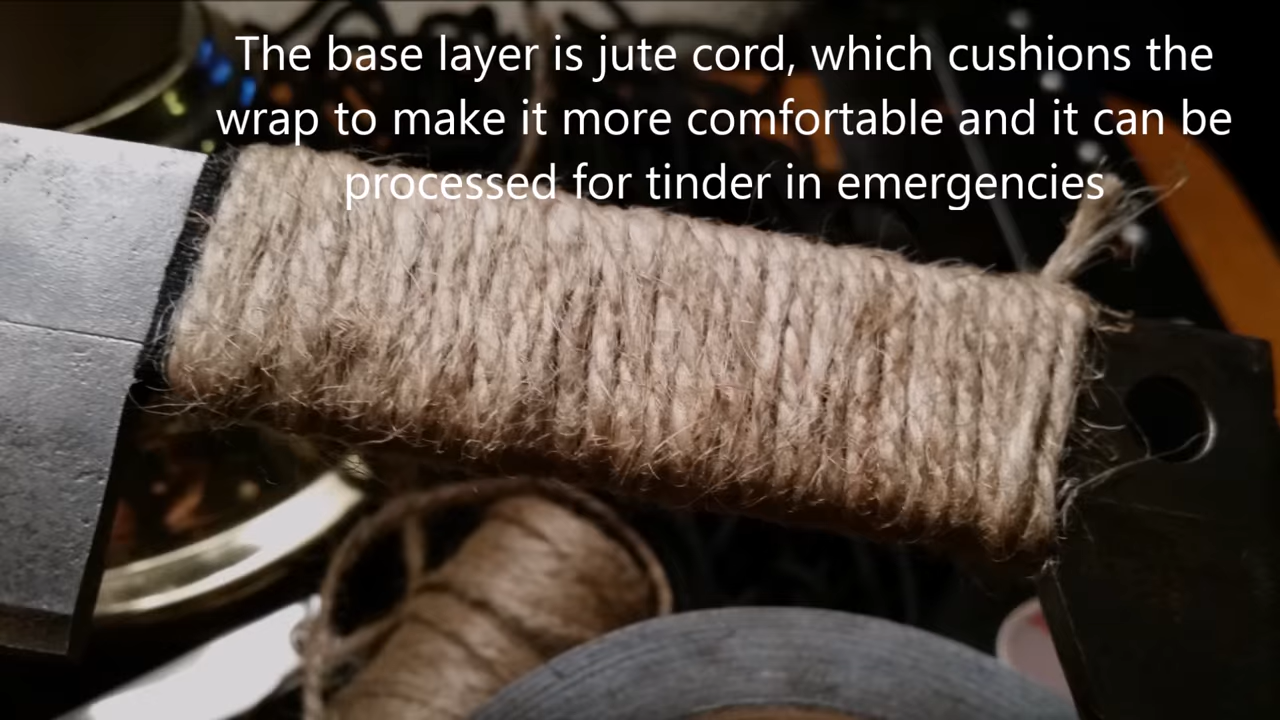 The base layer is jute cord, which cushions the
wrap to make it more comfortable and it can be
processed for tinder in emergencies